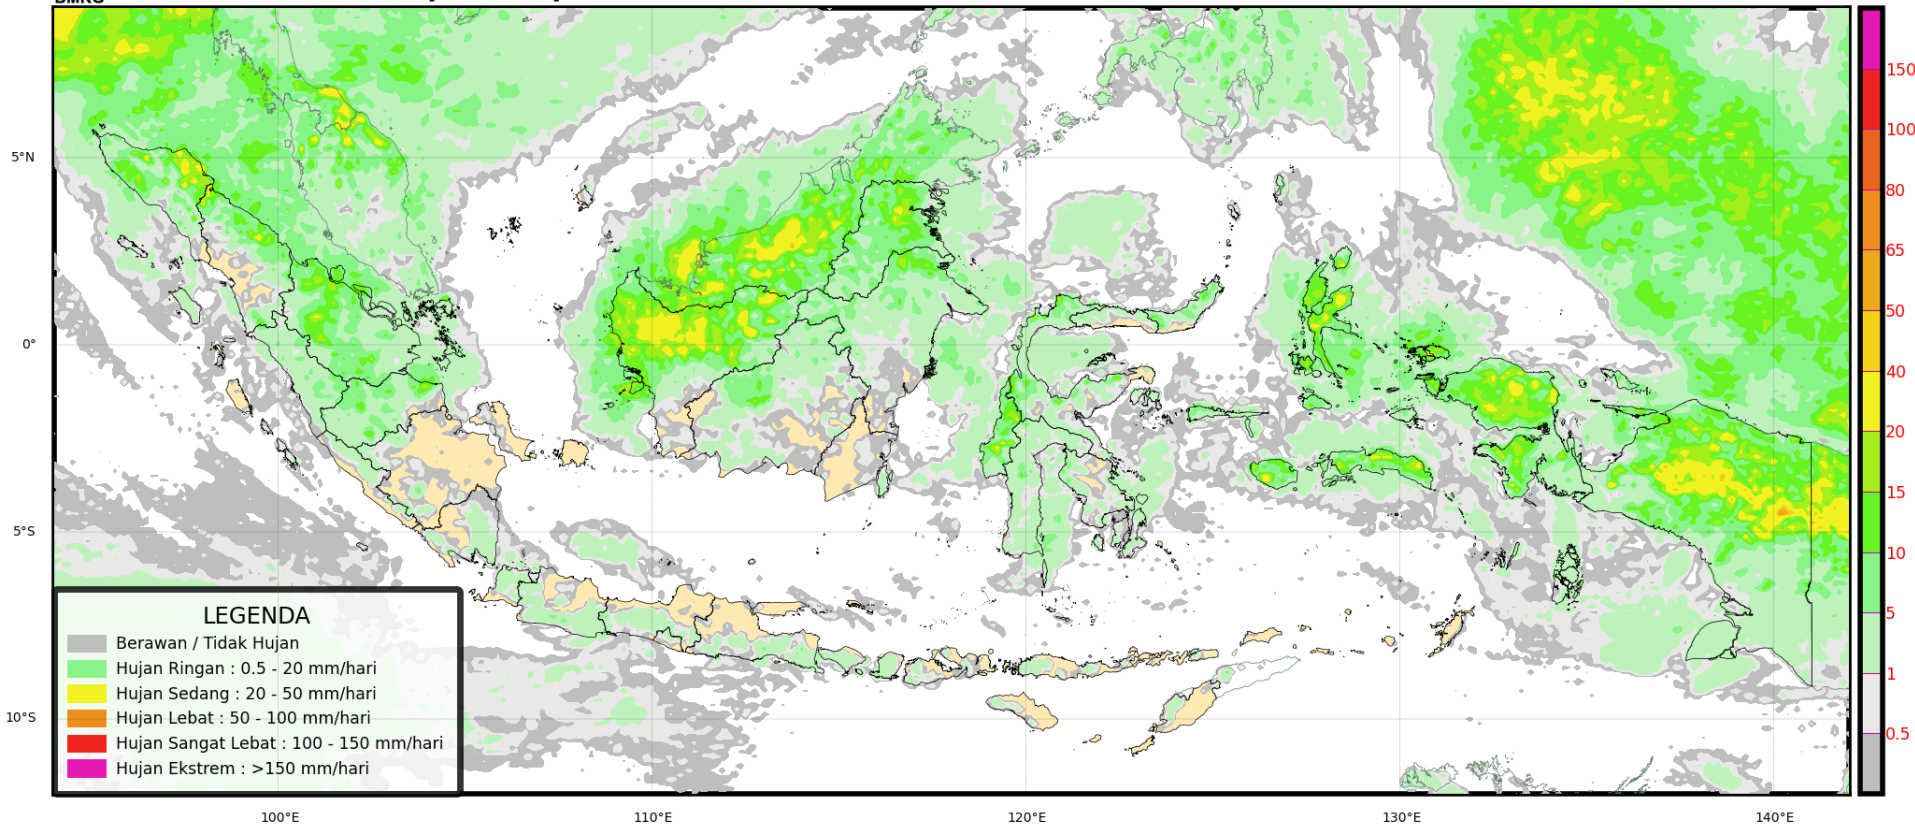 BMKG
5°N
0°
5°S
10°S
LEGENDA
Berawan / Tidak Hujan
Hujan Ringan : 0.5 - 20 mm/hari
Hujan Sedang : 20 - 50 mm/hari
Hujan Lebat : 50 - 100 mm/hari
Hujan Sangat Lebat : 100 - 150 mm/hari
Hujan Ekstrem : >150 mm/hari
100°E
110°E
120°E
130°E
140°E
150
100
80
65
50
40
20
15
10
5
1
0.5